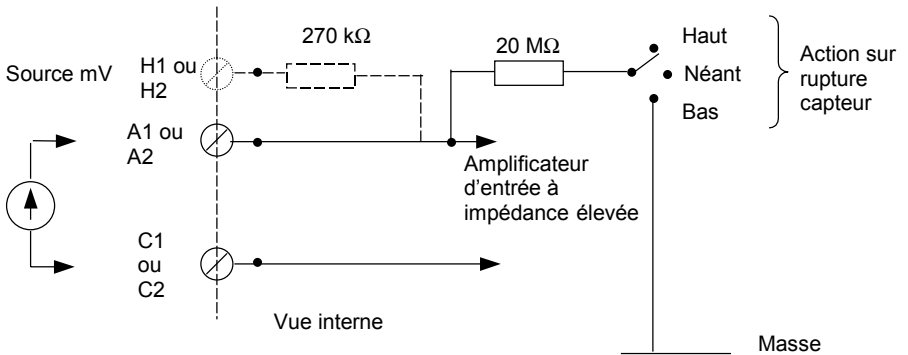 270 kΩ
20 MΩ
Haut
Néant
Bas
Action sur
rupture
capteur
Source mV
H1 ou
H2
A1 ou
A2
Amplificateur
d'entrée à
impédance élevée
C1
ou
C2
Vue interne
Masse